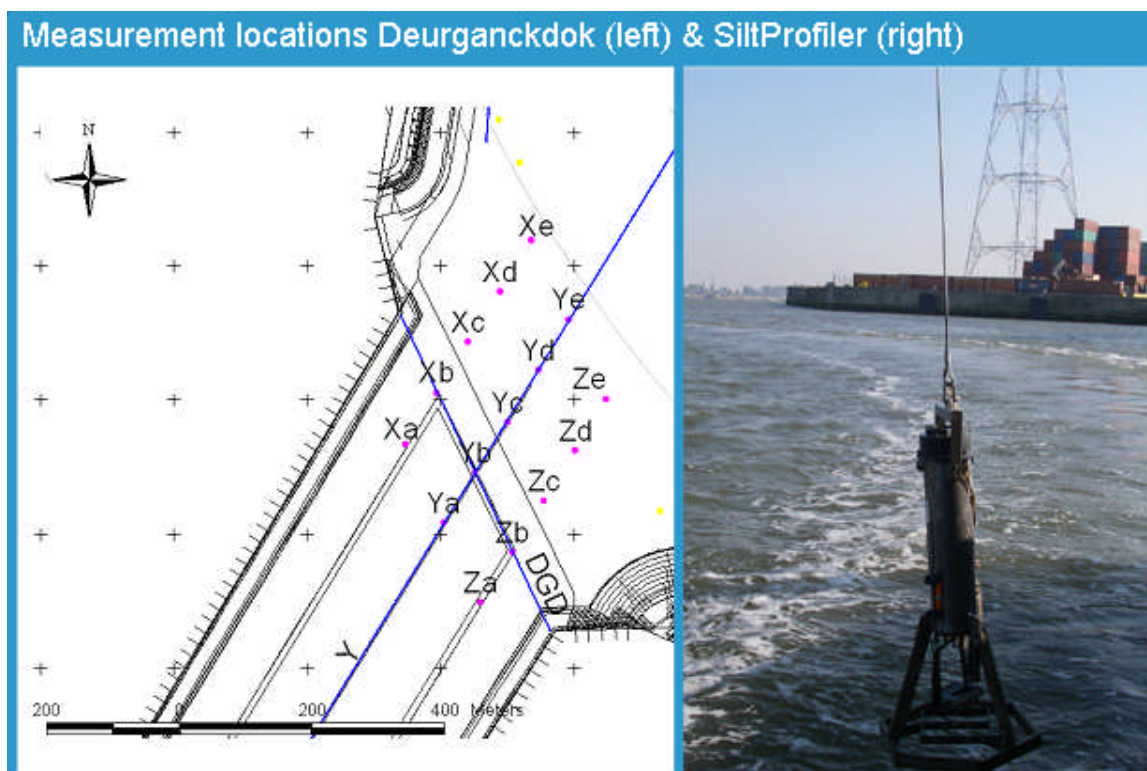 Measurement locations Deurganckdok (left) & SiltProfiler (right)
N
Xe
Xd
Ye
Xc
Yd
Xb
Ze
Yc
Xa
Zd
Yb
Zc
Ya
Zb
DGD
Za
Y
200 0 200 400 Meters